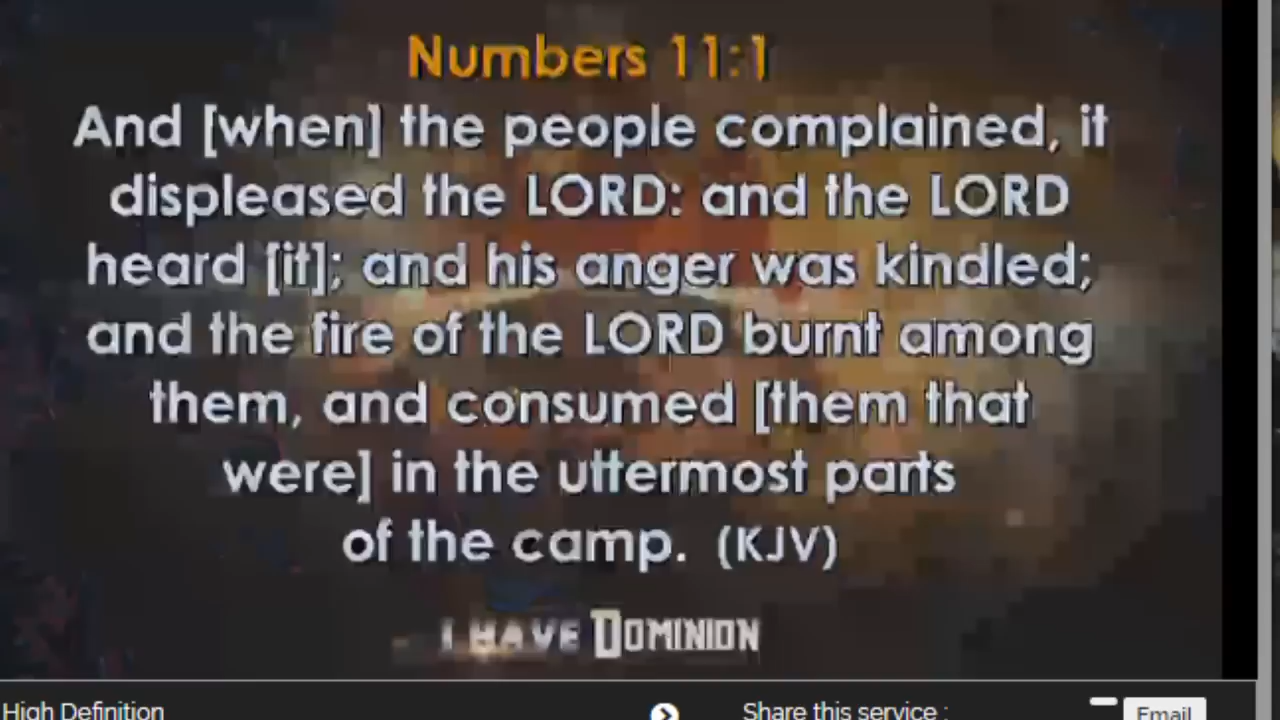 Numbers 11:1
And [when] the people complained, it
displeased the LORD: and the LORD
heard [it]; and his anger was kindled;
and the fire of the LORD burnt among
them, and consumed [them that
were] in the uttermost parts
of the camp. (KJV)
I HAVE DOMINION
High Definition
Share this service :
Email